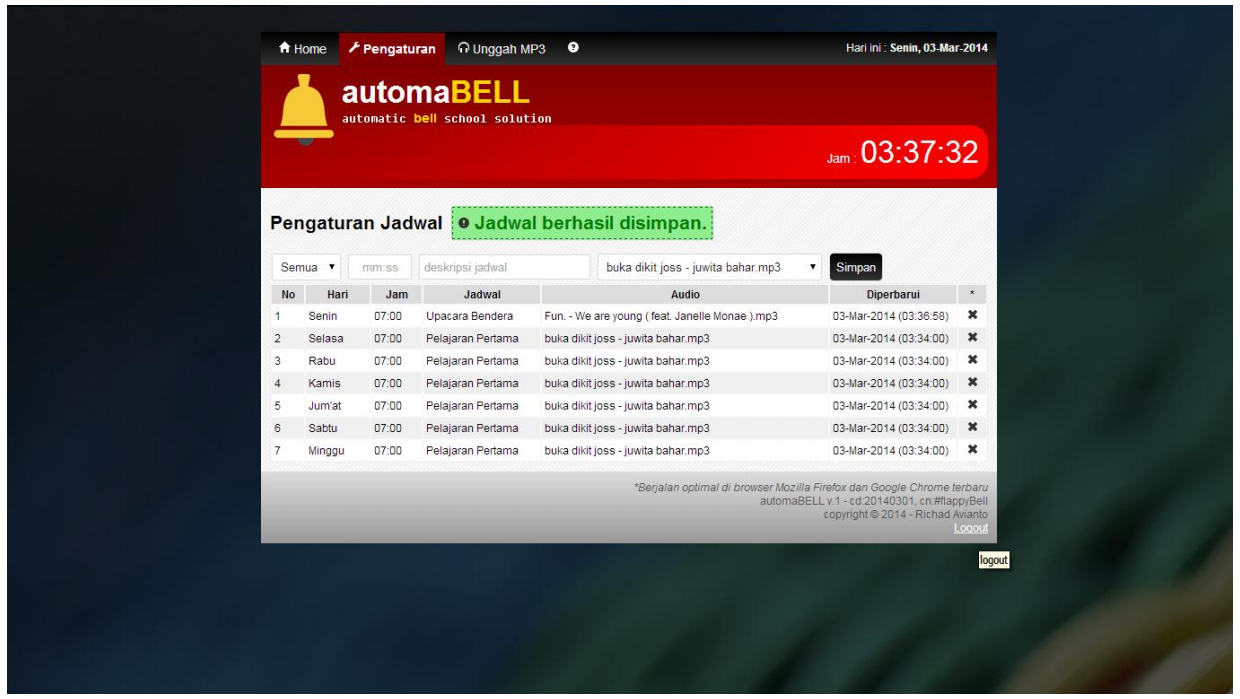 Home Pengaturan Unggah MP3 Hari ini : Senin, 03-Mar-2014
automaBELL
automatic bell school solution
Jam : 03:37:32
Pengaturan Jadwal Jadwal berhasil disimpan.
Semua mm:ss deskripsi jadwal buka dikit joss - juwita bahar.mp3 Simpan
No Hari Jam Jadwal Audio Diperbarui *
1 Senin 07:00 Upacara Bendera Fun. - We are young ( feat. Janelle Monae ).mp3 03-Mar-2014 (03:36:58)
2 Selasa 07:00 Pelajaran Pertama buka dikit joss - juwita bahar.mp3 03-Mar-2014 (03:34:00)
3 Rabu 07:00 Pelajaran Pertama buka dikit joss - juwita bahar.mp3 03-Mar-2014 (03:34:00)
4 Kamis 07:00 Pelajaran Pertama buka dikit joss - juwita bahar.mp3 03-Mar-2014 (03:34:00)
5 Jum'at 07:00 Pelajaran Pertama buka dikit joss - juwita bahar.mp3 03-Mar-2014 (03:34:00)
6 Sabtu 07:00 Pelajaran Pertama buka dikit joss - juwita bahar.mp3 03-Mar-2014 (03:34:00)
7 Minggu 07:00 Pelajaran Pertama buka dikit joss - juwita bahar.mp3 03-Mar-2014 (03:34:00)
*Berjalan optimal di browser Mozilla Firefox dan Google Chrome terbaru
automaBELL v.1 - cd:20140301, cn:#flappyBell
copyright © 2014 - Richad Avianto
Logout
logout